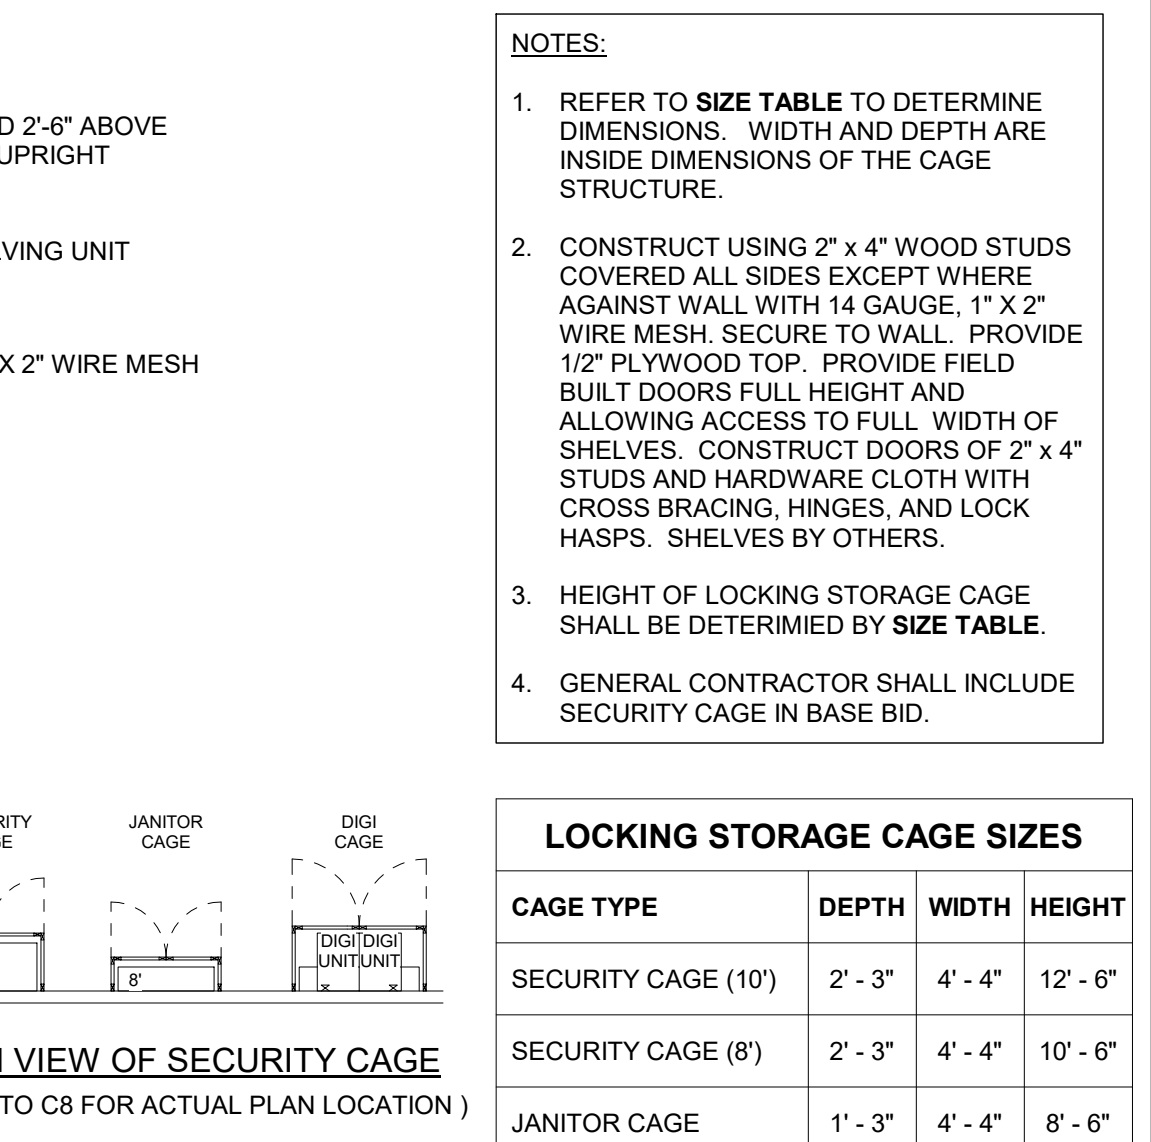 D 2'-6" ABOVE
UPRIGHT
VING UNIT
X 2" WIRE MESH
NOTES:
1. REFER TO SIZE TABLE TO DETERMINE
DIMENSIONS. WIDTH AND DEPTH ARE
INSIDE DIMENSIONS OF THE CAGE
STRUCTURE.
2. CONSTRUCT USING 2" x 4" WOOD STUDS
COVERED ALL SIDES EXCEPT WHERE
AGAINST WALL WITH 14 GAUGE, 1" X 2"
WIRE MESH. SECURE TO WALL. PROVIDE
1/2" PLYWOOD TOP. PROVIDE FIELD
BUILT DOORS FULL HEIGHT AND
ALLOWING ACCESS TO FULL WIDTH OF
SHELVES. CONSTRUCT DOORS OF 2" x 4"
STUDS AND HARDWARE CLOTH WITH
CROSS BRACING, HINGES, AND LOCK
HASPS. SHELVES BY OTHERS.
3. HEIGHT OF LOCKING STORAGE CAGE
SHALL BE DETERIMIED BY SIZE TABLE.
4. GENERAL CONTRACTOR SHALL INCLUDE
SECURITY CAGE IN BASE BID.
RITY
E
JANITOR
CAGE
DIGI
CAGE
8'
DIGI DIGI
UNIT UNIT
VIEW OF SECURITY CAGE
TO C8 FOR ACTUAL PLAN LOCATION )
LOCKING STORAGE CAGE SIZES
CAGE TYPE DEPTH WIDTH HEIGHT
SECURITY CAGE (10') 2' - 3" 4' - 4" 12' - 6"
SECURITY CAGE (8') 2' - 3" 4' - 4" 10' - 6"
JANITOR CAGE 1' - 3" 4' - 4" 8' - 6"